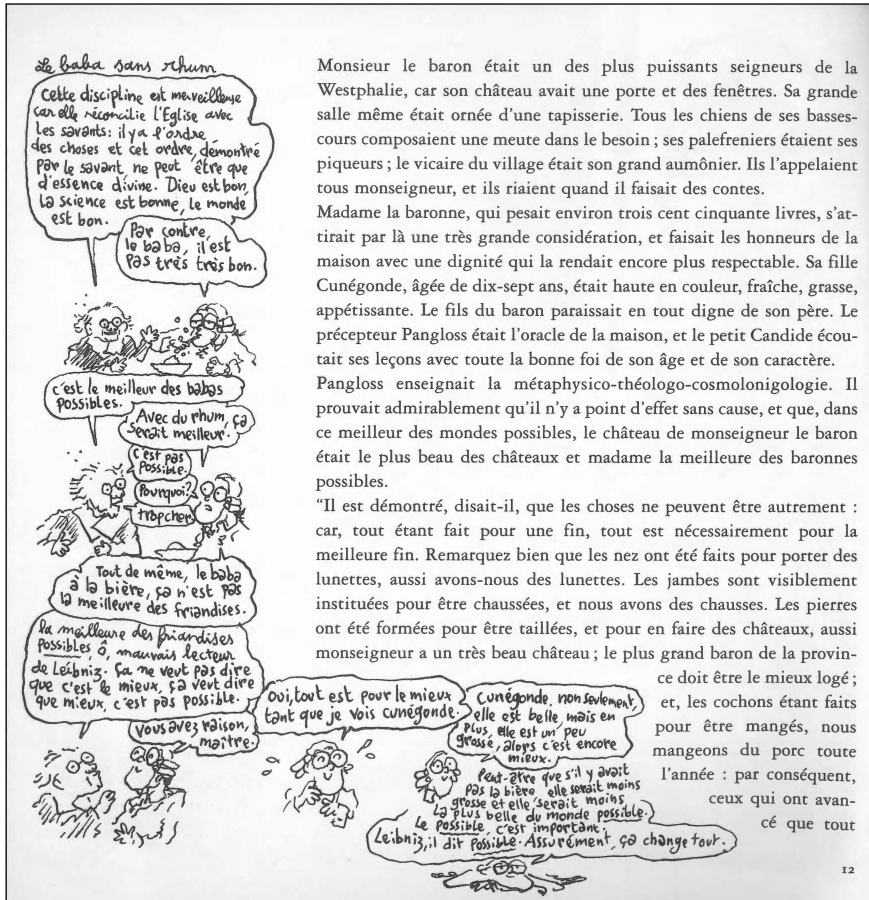 Le baba sans rhum
Cette discipline est merveilleuse
car elle réconcilie l'Eglise avec
les savants: il y a l'ordre
des choses et cet ordre, démontré
par le savant ne peut être que
d'essence divine. Dieu est bon,
la science est bonne, le monde
est bon.
Par contre,
le baba, il est
pas très très bon.
c'est le meilleur des babas
possibles.
Avec du rhum, ça
serait meilleur.
C'est pas
possible.
Pourquoi?
trop cher.
Tout de même, le baba
à la bière, ça n'est pas
la meilleure des friandises.
la meilleure des friandises
possibles ô, mauvais lecteur
de Leibniz. Ça ne veut pas dire
que c'est le mieux, ça veut dire
que mieux, c'est pas possible.
vous avez raison,
maître.
Oui, tout est pour le mieux
tant que je vois cunégonde.
Cunégonde, non seulement,
elle est belle, mais en
plus, elle est un peu
grosse, alors c'est encore
mieux.
Peut-être que s'il y avait
pas la bière elle serait moins
grosse et elle serait moins
la plus belle du monde possible.
Le possible, c'est important.
Leibniz, il dit possible. Assurément, ça change tout.
Monsieur le baron était un des plus puissants seigneurs de la
Westphalie, car son château avait une porte et des fenêtres. Sa grande
salle même était ornée d'une tapisserie. Tous les chiens de ses basses-
cours composaient une meute dans le besoin ; ses palefreniers étaient ses
piqueurs ; le vicaire du village était son grand aumônier. Ils l'appelaient
tous monseigneur, et ils riaient quand il faisait des contes.
Madame la baronne, qui pesait environ trois cent cinquante livres, s'at-
tirait par là une très grande considération, et faisait les honneurs de la
maison avec une dignité qui la rendait encore plus respectable. Sa fille
Cunégonde, âgée de dix-sept ans, était haute en couleur, fraîche, grasse,
appétissante. Le fils du baron paraissait en tout digne de son père. Le
précepteur Pangloss était l'oracle de la maison, et le petit Candide écou-
tait ses leçons avec toute la bonne foi de son âge et de son caractère.
Pangloss enseignait la métaphysico-théologo-cosmolonigologie. Il
prouvait admirablement qu'il n'y a point d'effet sans cause, et que, dans
ce meilleur des mondes possibles, le château de monseigneur le baron
était le plus beau des châteaux et madame la meilleure des baronnes
possibles.
"Il est démontré, disait-il, que les choses ne peuvent être autrement :
car, tout étant fait pour une fin, tout est nécessairement pour la
meilleure fin. Remarquez bien que les nez ont été faits pour porter des
lunettes, aussi avons-nous des lunettes. Les jambes sont visiblement
instituées pour être chaussées, et nous avons des chausses. Les pierres
ont été formées pour être taillées, et pour en faire des châteaux, aussi
monseigneur a un très beau château ; le plus grand baron de la provin-
ce doit être le mieux logé ;
et, les cochons étant faits
pour être mangés, nous
mangeons du porc toute
l'année : par conséquent,
ceux qui ont avan-
cé que tout
12